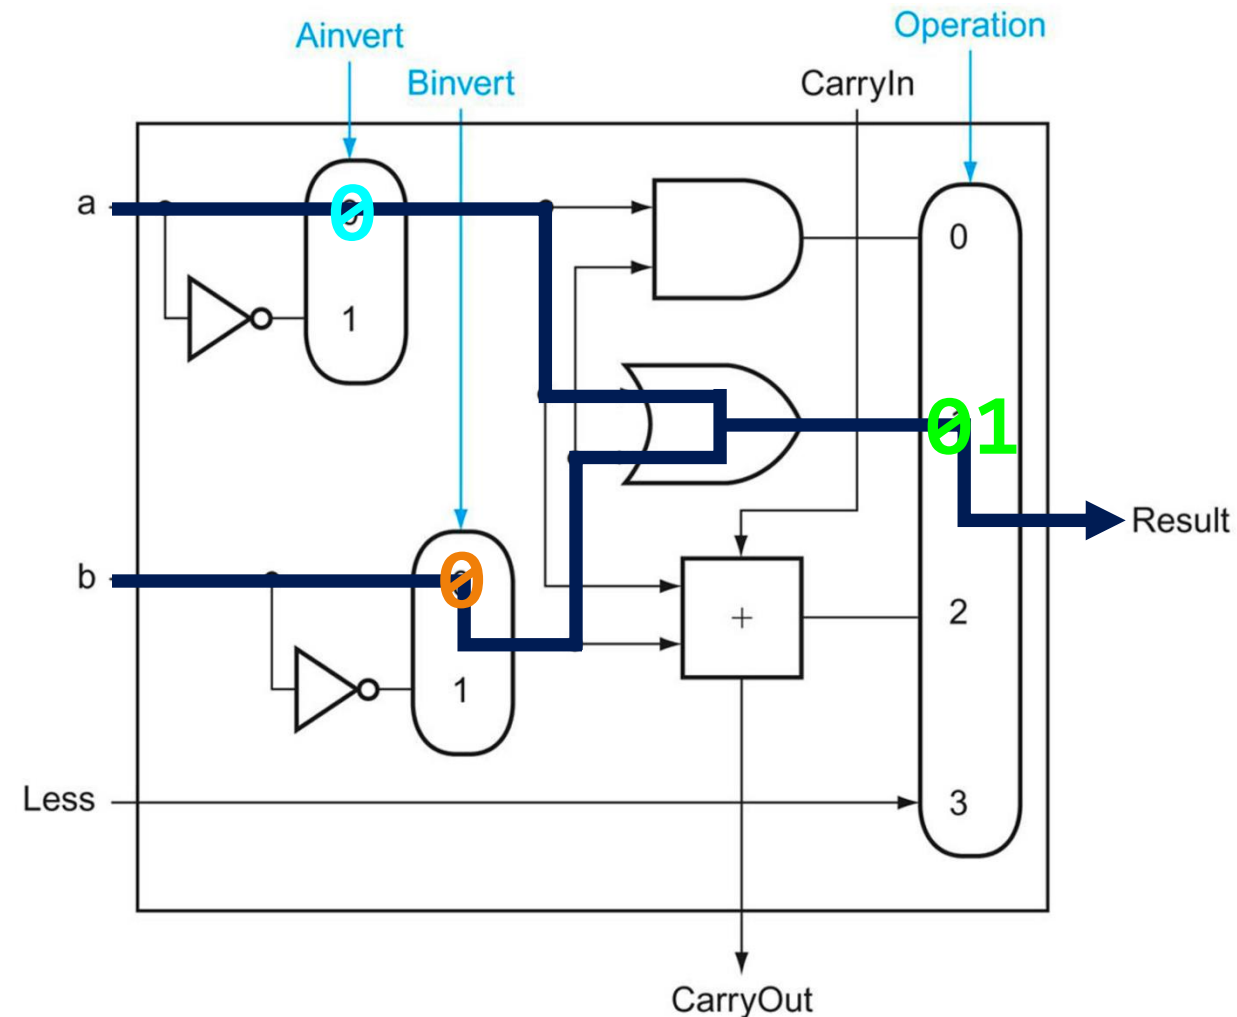 Operation
Ainvert
Binvert
CarryIn
a
0
0
1
01
b
0
+
2
1
Less
3
Result
CarryOut